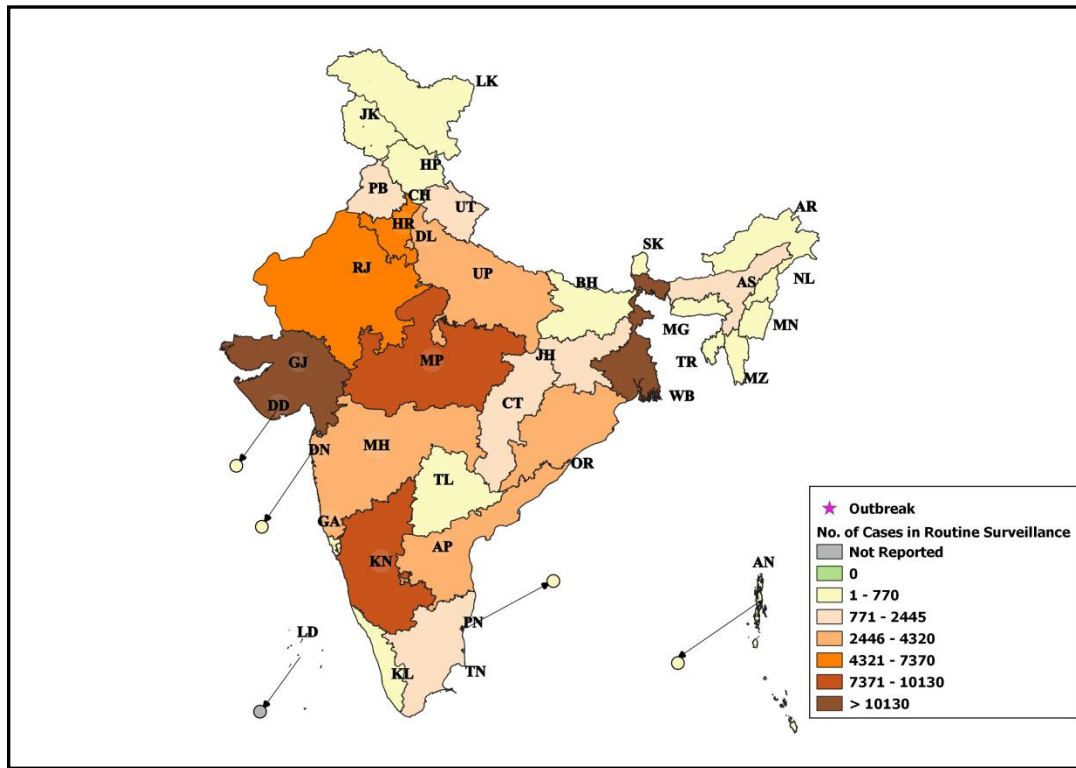 LK
JK
HP
PB
CH
UT
AR
HR
DL
SK
RJ
UP
BH
AS
NL
MG
MN
GJ
MP
JH
TR
MZ
DD
CT
WB
DN
MH
OR
TL
GA
AP
KN
AN
PN
LD
KL
TN
Outbreak
No. of Cases in Routine Surveillance
Not Reported
0
1 - 770
771 - 2445
2446 - 4320
4321 - 7370
7371 - 10130
> 10130